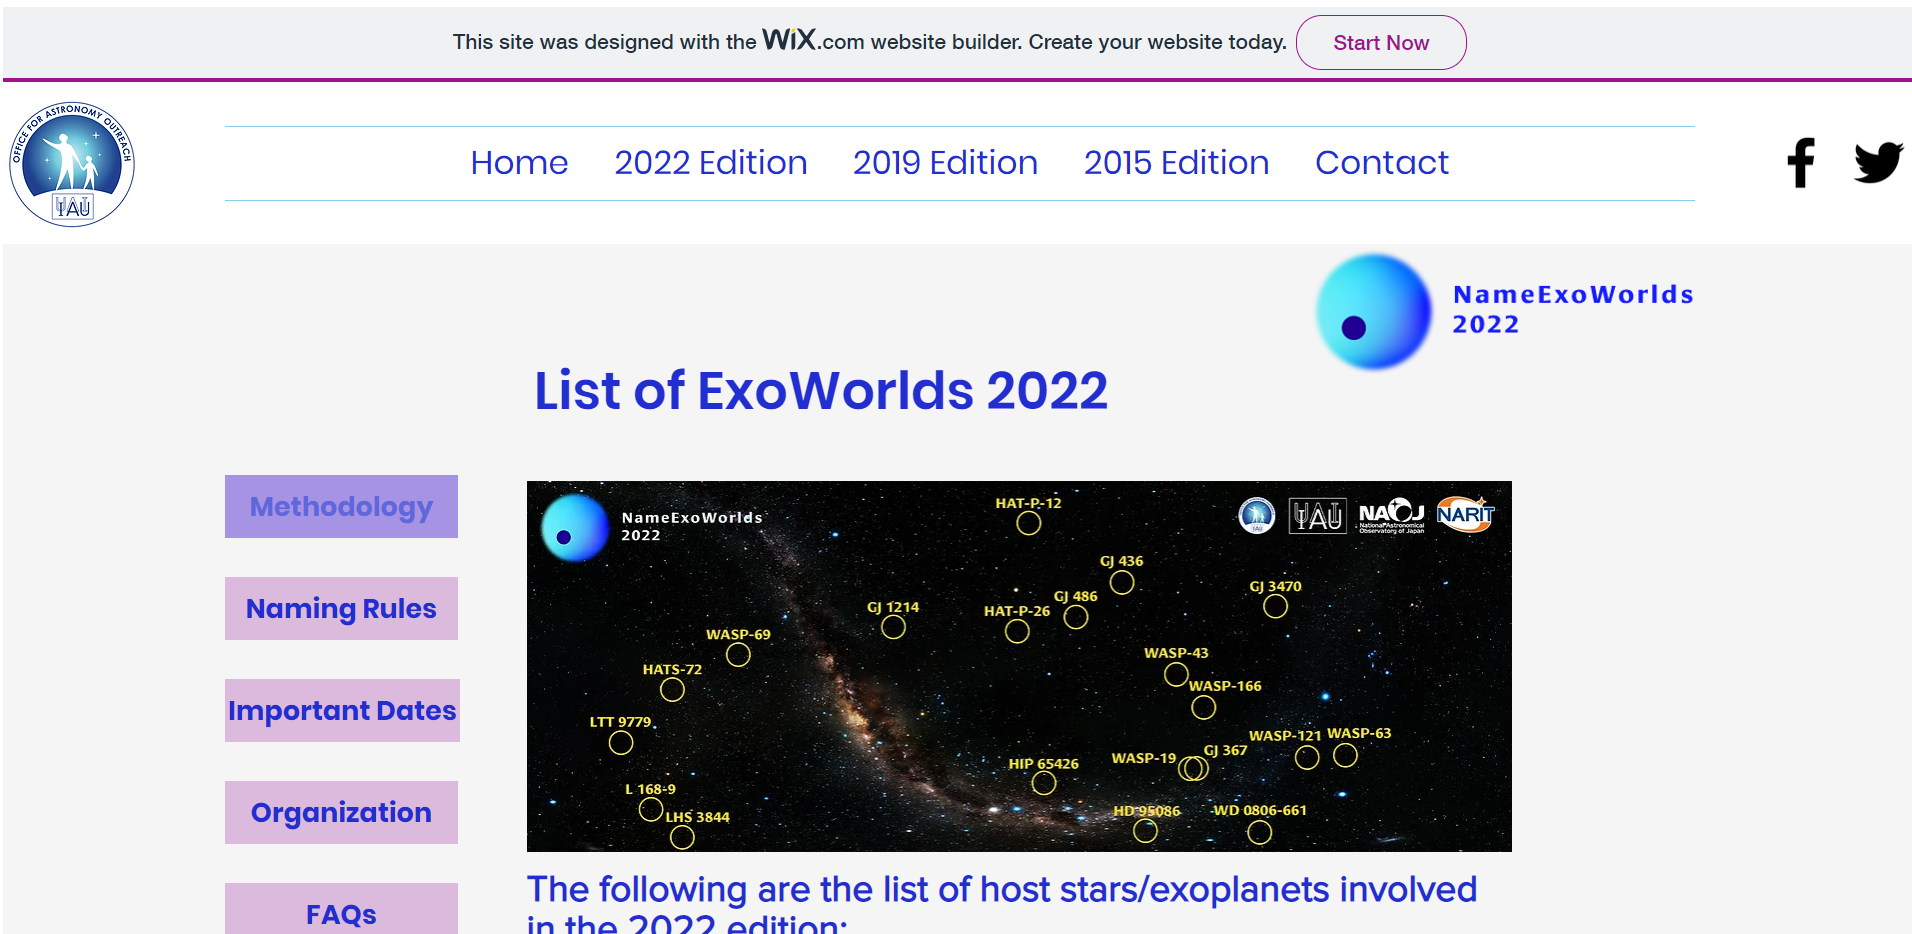 This site was designed with the WiX.com website builder. Create your website today. Start Now
OFFICE FOR ASTRONOMY OUTREACH
IAU
Home 2022 Edition 2019 Edition 2015 Edition Contact
NameExoWorlds
2022
List of ExoWorlds 2022
Methodology
Naming Rules
Important Dates
Organization
FAQs
NameExoWorlds
2022
IAU
NAOJ
National Astronomical
Observatory of Japan
NARIT
HAT-P-12
GJ 436
GJ 3470
GJ 486
GJ 1214
HAT-P-26
WASP-69
WASP-43
HATS-72
WASP-166
LTT 9779
WASP-121
WASP-63
GJ 367
WASP-19
HIP 65426
L 168-9
HD 95086
WD 0806-661
LHS 3844
The following are the list of host stars/exoplanets involved
in the 2022 edition: